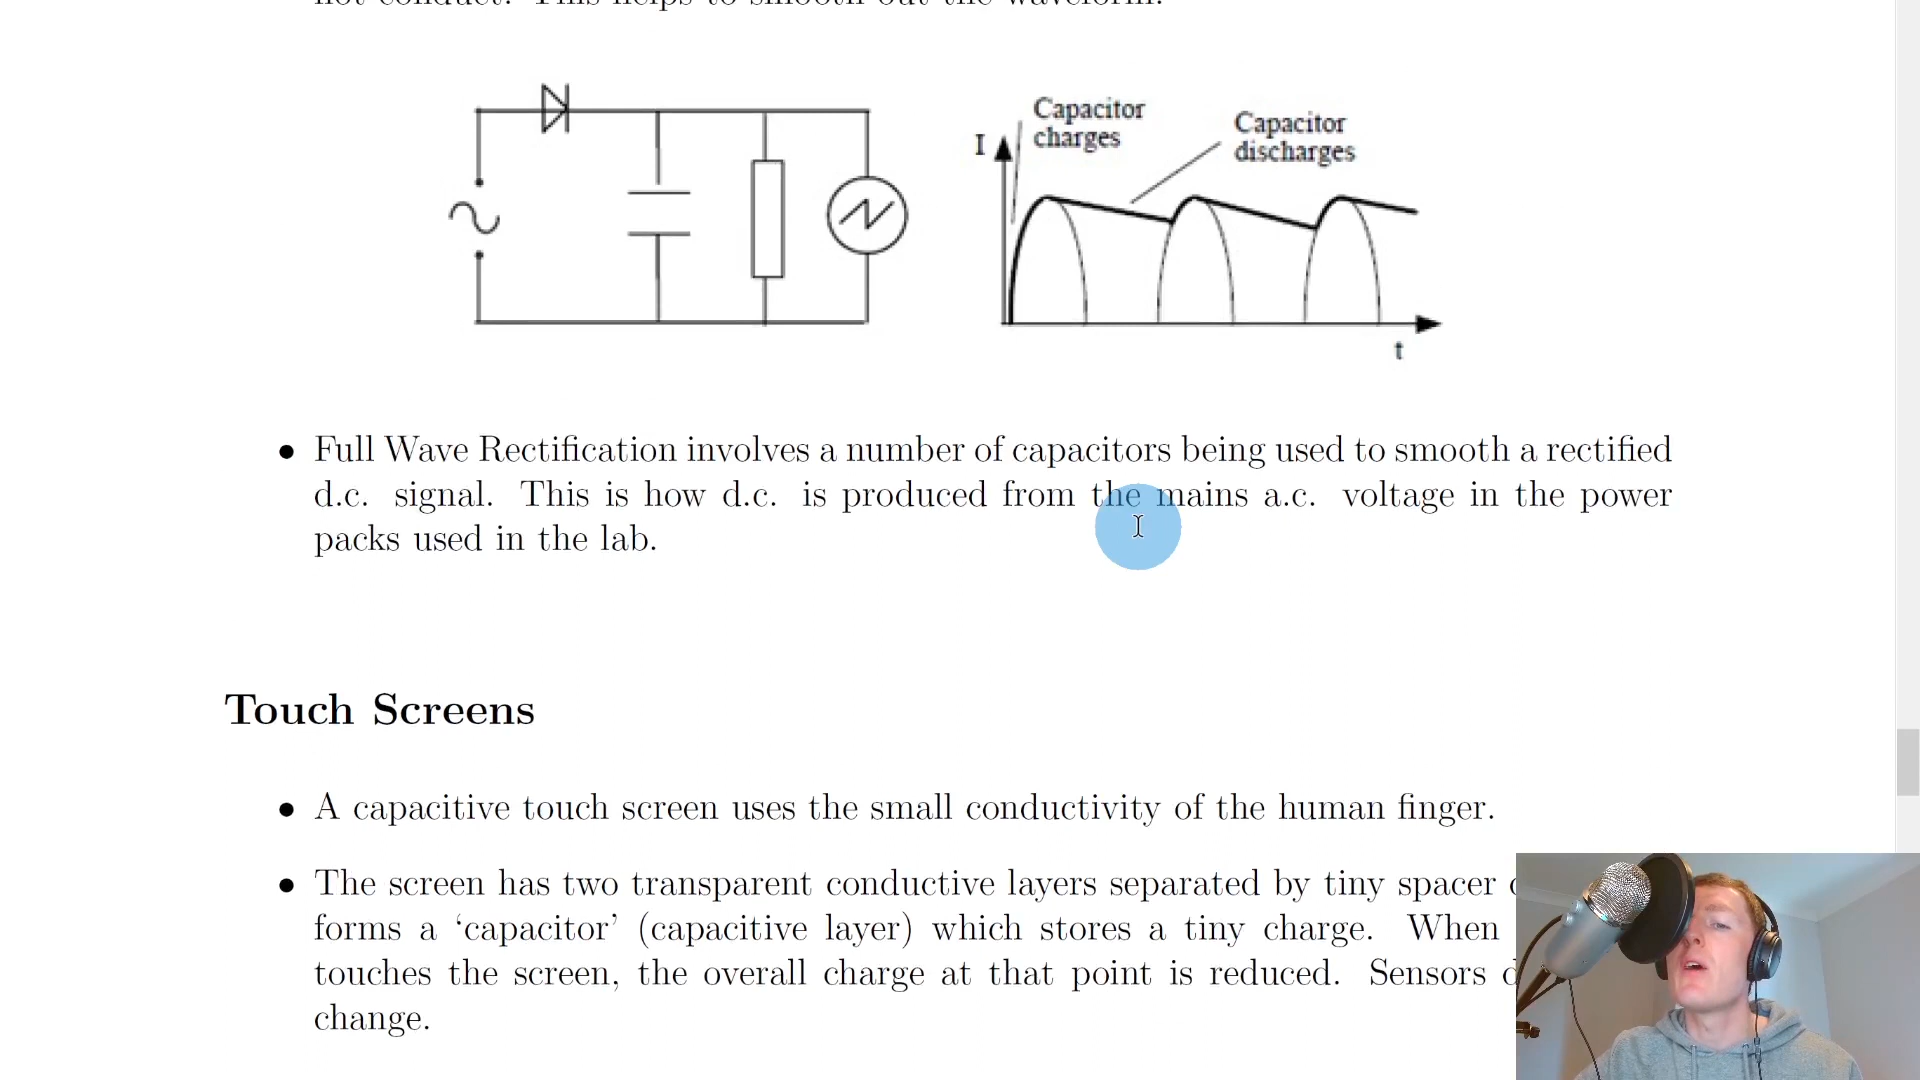 Capacitor
charges
Capacitor
discharges
I
t
• Full Wave Rectification involves a number of capacitors being used to smooth a rectified
d.c. signal. This is how d.c. is produced from the mains a.c. voltage in the power
packs used in the lab.
Touch Screens
• A capacitive touch screen uses the small conductivity of the human finger.
• The screen has two transparent conductive layers separated by tiny spacer
forms a ‘capacitor’ (capacitive layer) which stores a tiny charge. When
touches the screen, the overall charge at that point is reduced. Sensors
change.